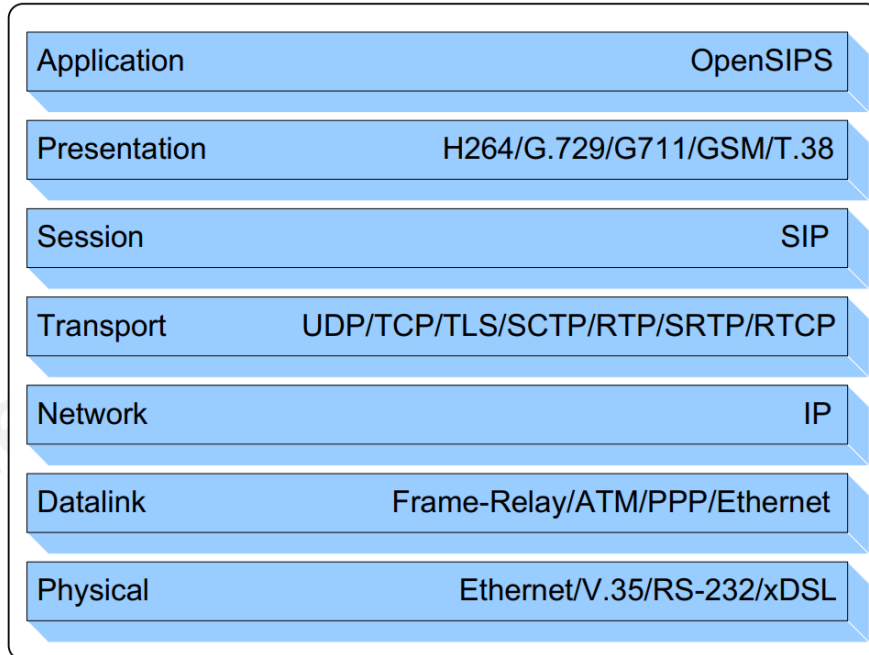 Application OpenSIPS
Presentation H264/G.729/G711/GSM/T.38
Session SIP
Transport UDP/TCP/TLS/SCTP/RTP/SRTP/RTCP
Network IP
Datalink Frame-Relay/ATM/PPP/Ethernet
Physical Ethernet/V.35/RS-232/xDSL